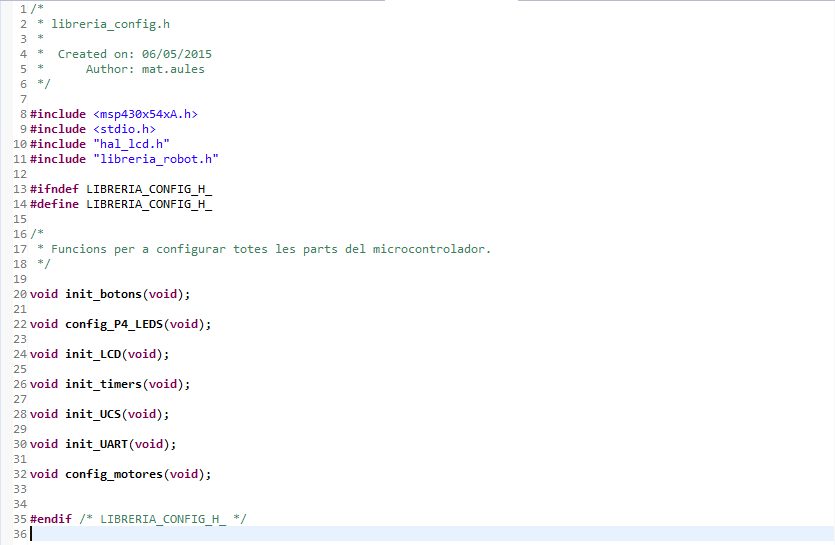 1 /*
2  * libreria_config.h
3  *
4  *  Created on: 06/05/2015
5  *      Author: mat.aules
6  */
7
8 #include <msp430x54xA.h>
9 #include <stdio.h>
10 #include "hal_lcd.h"
11 #include "libreria_robot.h"
12
13 #ifndef LIBRERIA_CONFIG_H_
14 #define LIBRERIA_CONFIG_H_
15
16 /*
17  * Funcions per a configurar totes les parts del microcontrolador.
18  */
19
20 void init_botons(void);
21
22 void config_P4_LEDS(void);
23
24 void init_LCD(void);
25
26 void init_timers(void);
27
28 void init_UCS(void);
29
30 void init_UART(void);
31
32 void config_motores(void);
33
34
35 #endif /* LIBRERIA_CONFIG_H_ */
36